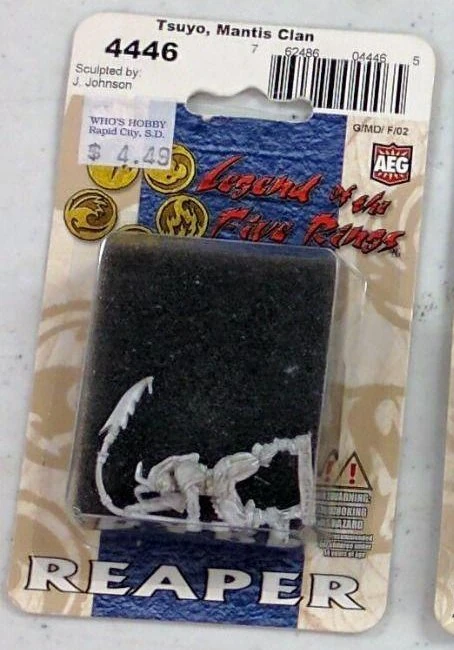 Tsuyo, Mantis Clan
4446
7 62486 04446 5
Sculpted by:
J. Johnson
G/MD/ F/02
WHO'S HOBBY
Rapid City, S.D.
$ 4.49
AEG
Legend of the
Five Rings
WARNING:
CHOKING
HAZARD
REAPER